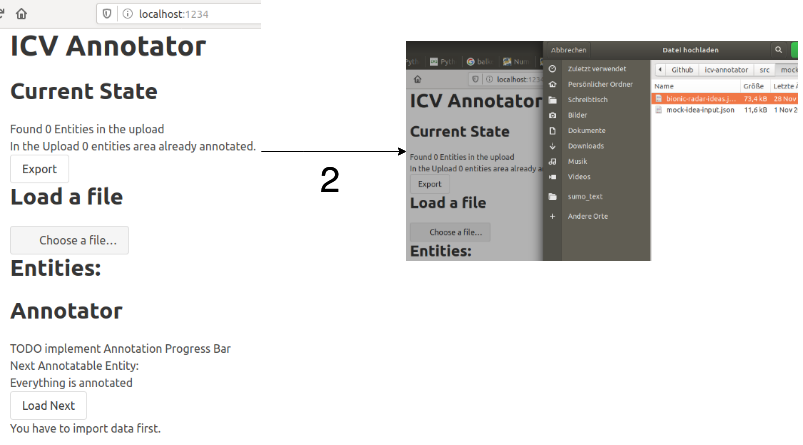 localhost:1234
ICV Annotator
Current State
Found 0 Entities in the upload
In the Upload 0 entities area already annotated.
Export
Load a file
Choose a file...
Entities:
Annotator
TODO implement Annotation Progress Bar
Next Annotatable Entity:
Everything is annotated
Load Next
You have to import data first.
2
localhost:1234
ICV Annotator
Current State
Found 0 Entities in the upload
In the Upload 0 entities area already a
Export
Load a file
Choose a file...
Entities:
Abbrechen
Datei hochladen
Zuletzt verwendet
Persönlicher Ordner
Schreibtisch
Bilder
Dokumente
Downloads
Musik
Videos
sumo_text
Andere Orte
Github icv-annotator src mock
Name Größe Letzte
bionic-radar-ideas.j... 73,4 kB 28 Nov
mock-idea-input.json 11,6 kB 1 Nov 2